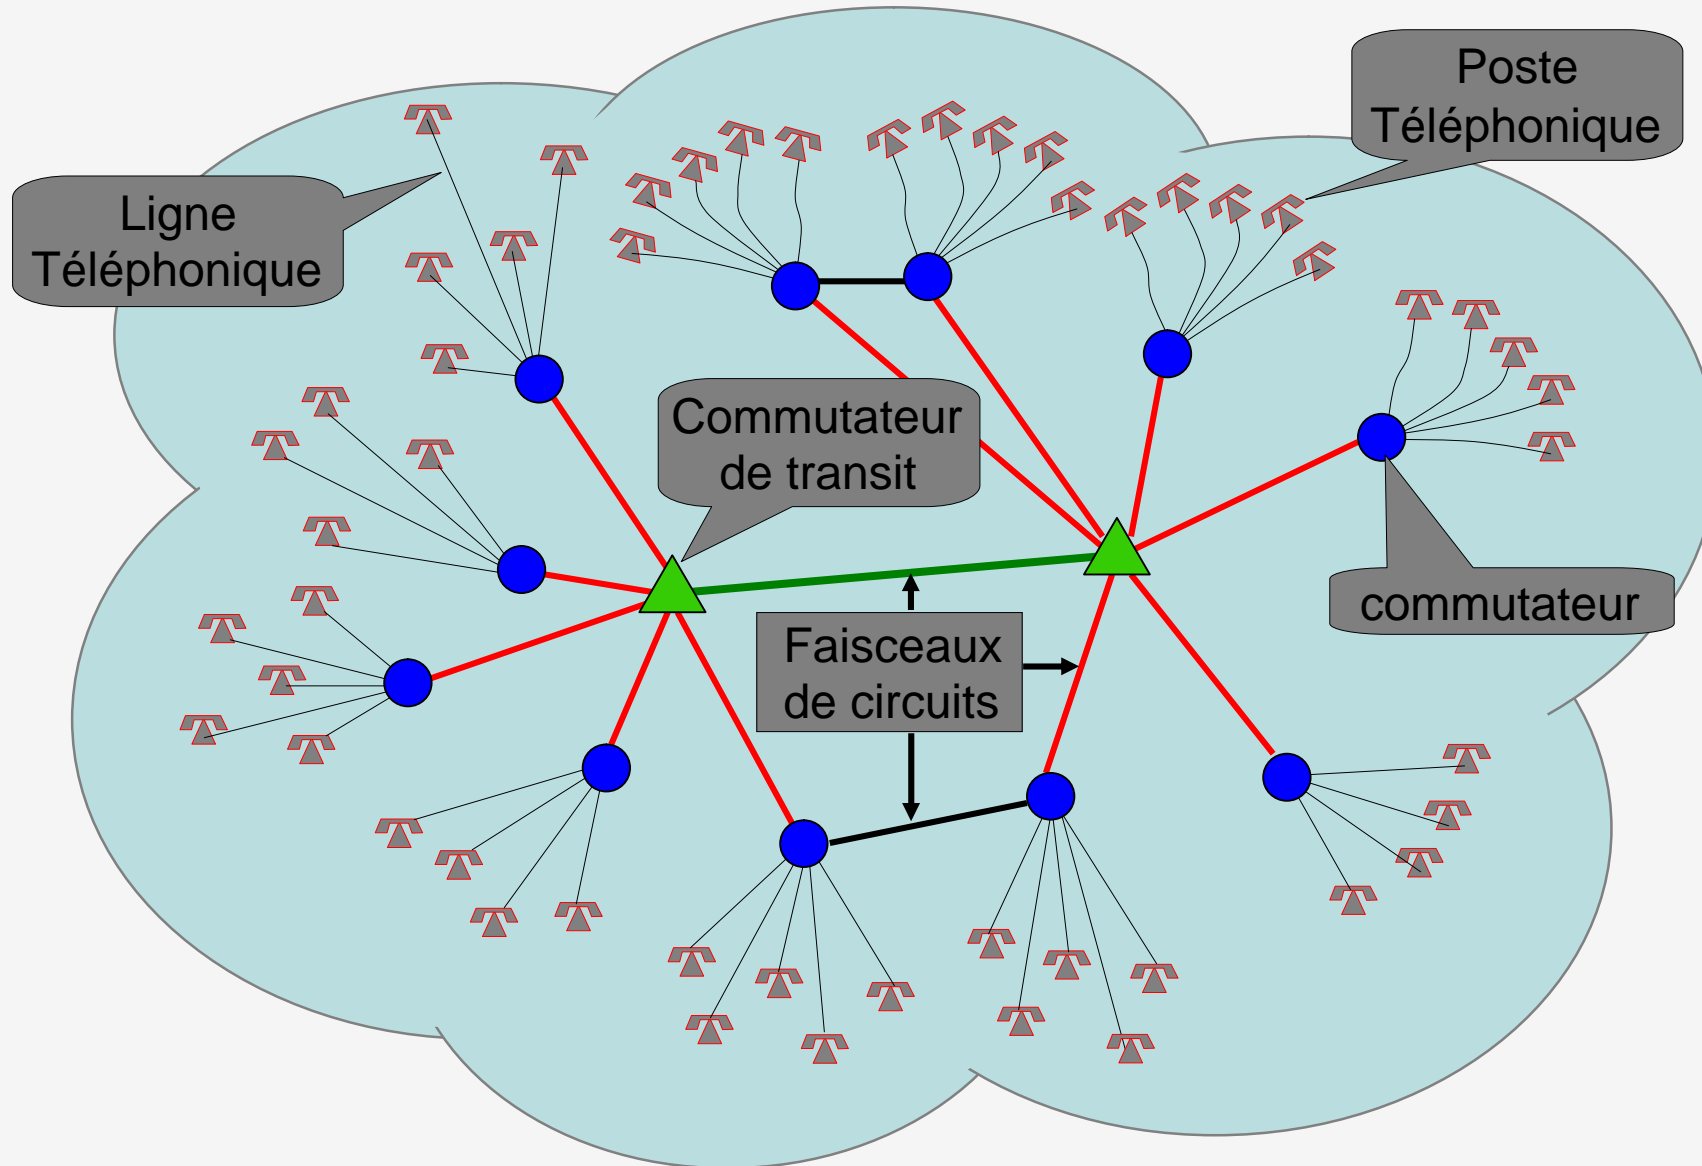 Poste
Téléphonique
Ligne
Téléphonique
Commutateur
de transit
commutateur
Faisceaux
de circuits